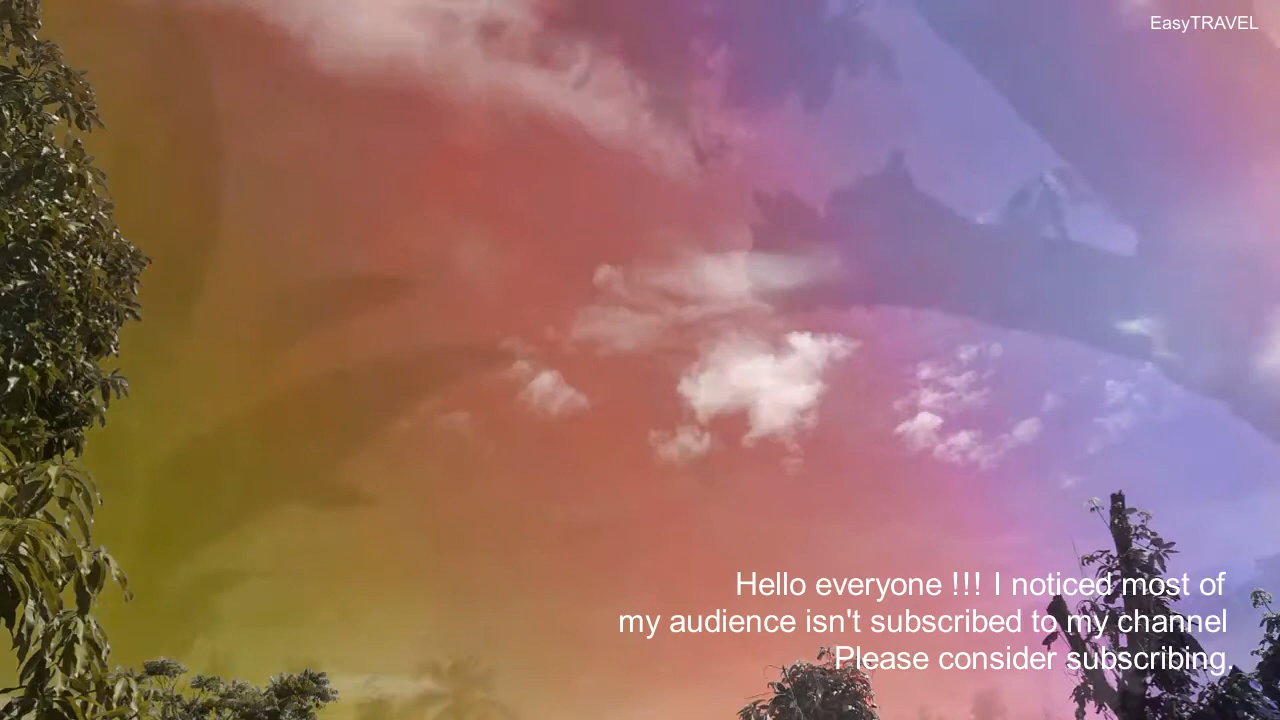 EasyTRAVEL
Hello everyone !!! I noticed most of
my audience isn't subscribed to my channel
Please consider subscribing.